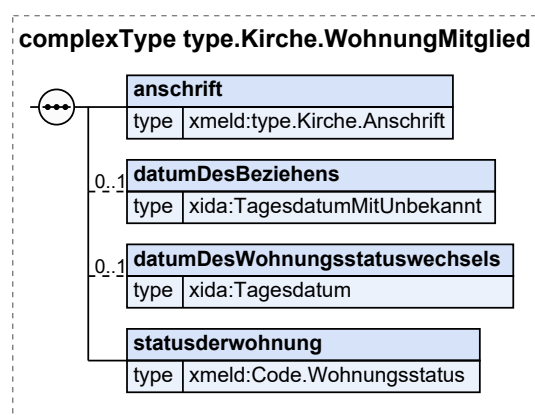 complexType type.Kirche.WohnungMitglied
anschrift
type xmeld:type.Kirche.Anschrift
0..1 datumDesBeziehens
type xida:TagesdatumMitUnbekannt
0..1 datumDesWohnungsstatuswechsels
type xida:Tagesdatum
statusderwohnung
type xmeld:Code.Wohnungsstatus